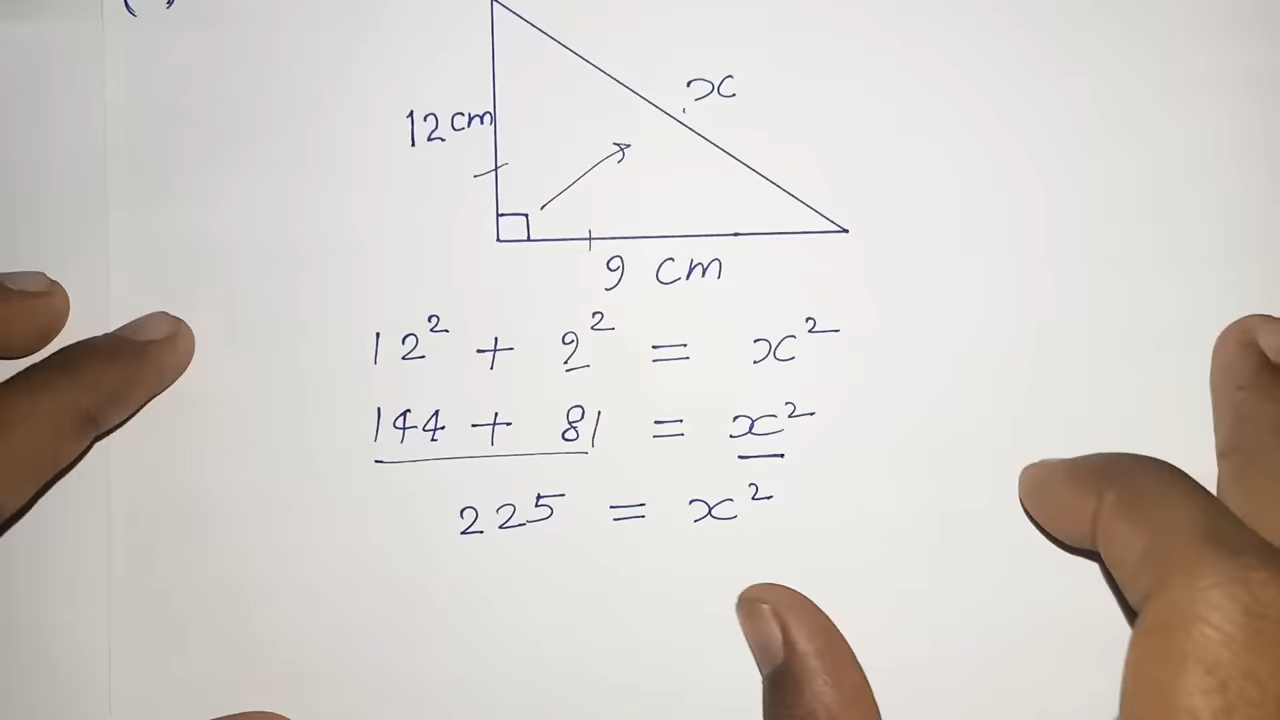 x
12 cm
9 cm
12² + 9² = x²
144 + 81 = x²
225 = x²